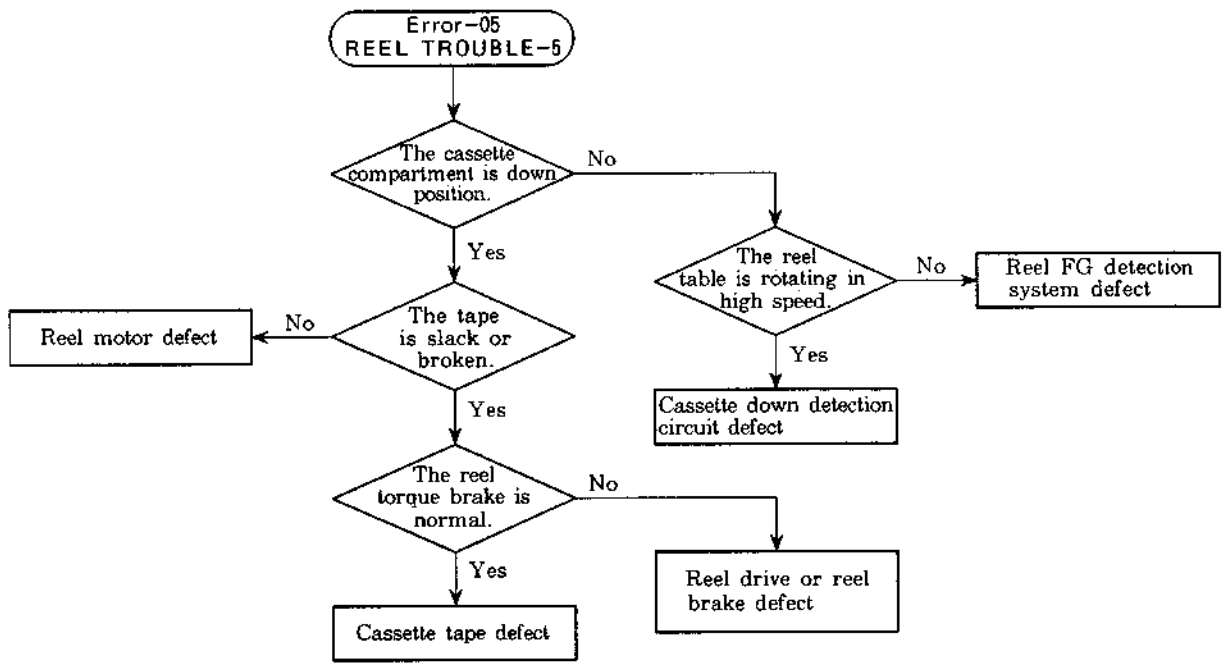 Error-05
REEL TROUBLE-5
The cassette
compartment is down
position.
No
Yes
The reel
table is rotating in
high speed.
No
Reel FG detection
system defect
Yes
Cassette down detection
circuit defect
The tape
is slack or
broken.
No
Reel motor defect
Yes
The reel
torque brake is
normal.
No
Reel drive or reel
brake defect
Yes
Cassette tape defect